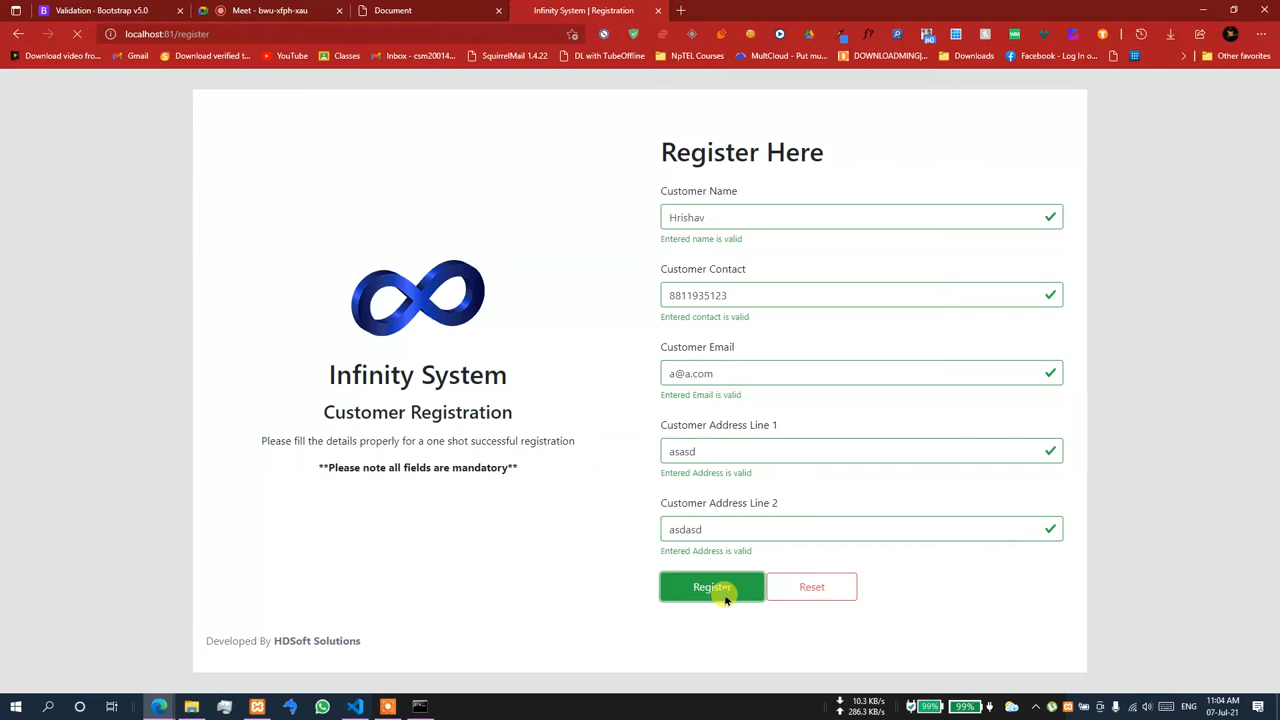 Validation - Bootstrap v5.0
Meet - bwu-xfph-xau
Document
Infinity System | Registration
localhost:81/register
Download video fro...
Gmail
Download verified t...
YouTube
Classes
Inbox - csm20014...
SquirrelMail 1.4.22
DL with TubeOffline
NpTEL Courses
MultCloud - Put mu...
DOWNLOADMING|...
Downloads
Facebook - Log In o...
Other favorites
Register Here
Customer Name
Hrishav
Entered name is valid
Customer Contact
8811935123
Entered contact is valid
Customer Email
a@a.com
Entered Email is valid
Customer Address Line 1
asasd
Entered Address is valid
Customer Address Line 2
asdasd
Entered Address is valid
Register
Reset
Infinity System
Customer Registration
Please fill the details properly for a one shot successful registration
**Please note all fields are mandatory**
Developed By HDSoft Solutions
10.3 KB/s
286.3 KB/s
99%
99%
ENG
11:04 AM
07-Jul-21